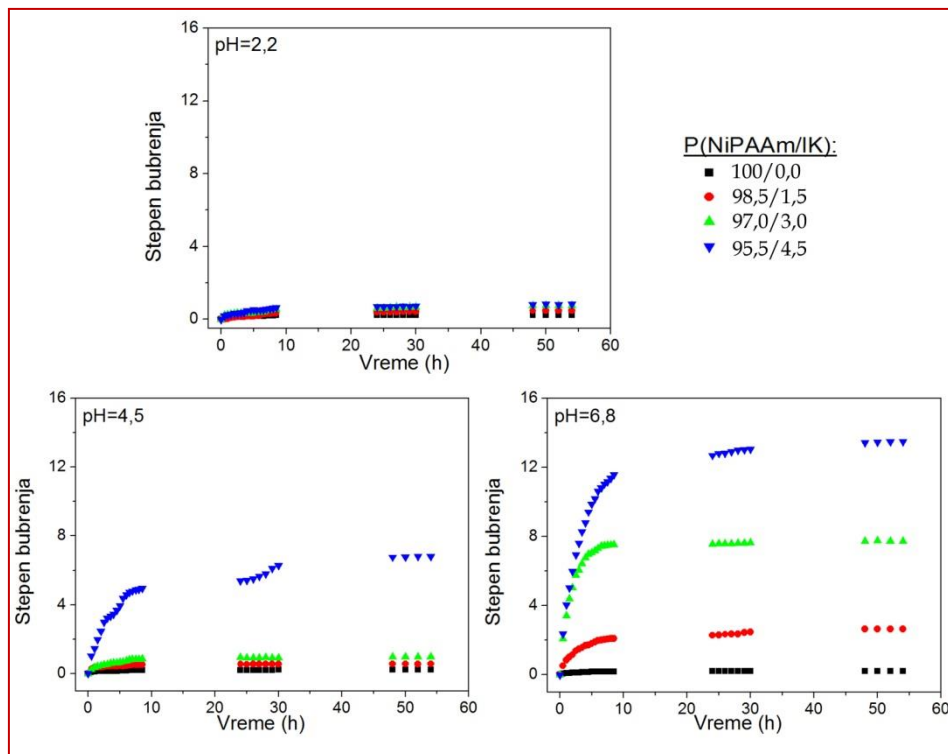 pH=2,2
Stepen bubrenja
16
12
8
4
0
0 10 20 30 40 50 60
Vreme (h)
P(NiPAAm/IK):
100/0,0
98,5/1,5
97,0/3,0
95,5/4,5
pH=4,5
Stepen bubrenja
16
12
8
4
0
0 10 20 30 40 50 60
Vreme (h)
pH=6,8
Stepen bubrenja
16
12
8
4
0
0 10 20 30 40 50 60
Vreme (h)